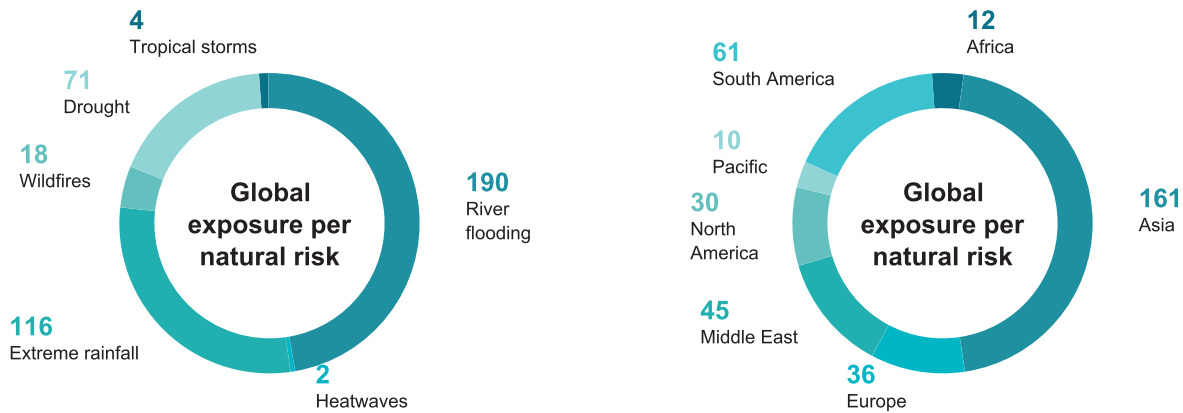 4
Tropical storms
71
Drought
18
Wildfires
Global
exposure per
natural risk
190
River
flooding
116
Extreme rainfall
2
Heatwaves
12
Africa
61
South America
10
Pacific
30
North
America
Global
exposure per
natural risk
161
Asia
45
Middle East
36
Europe